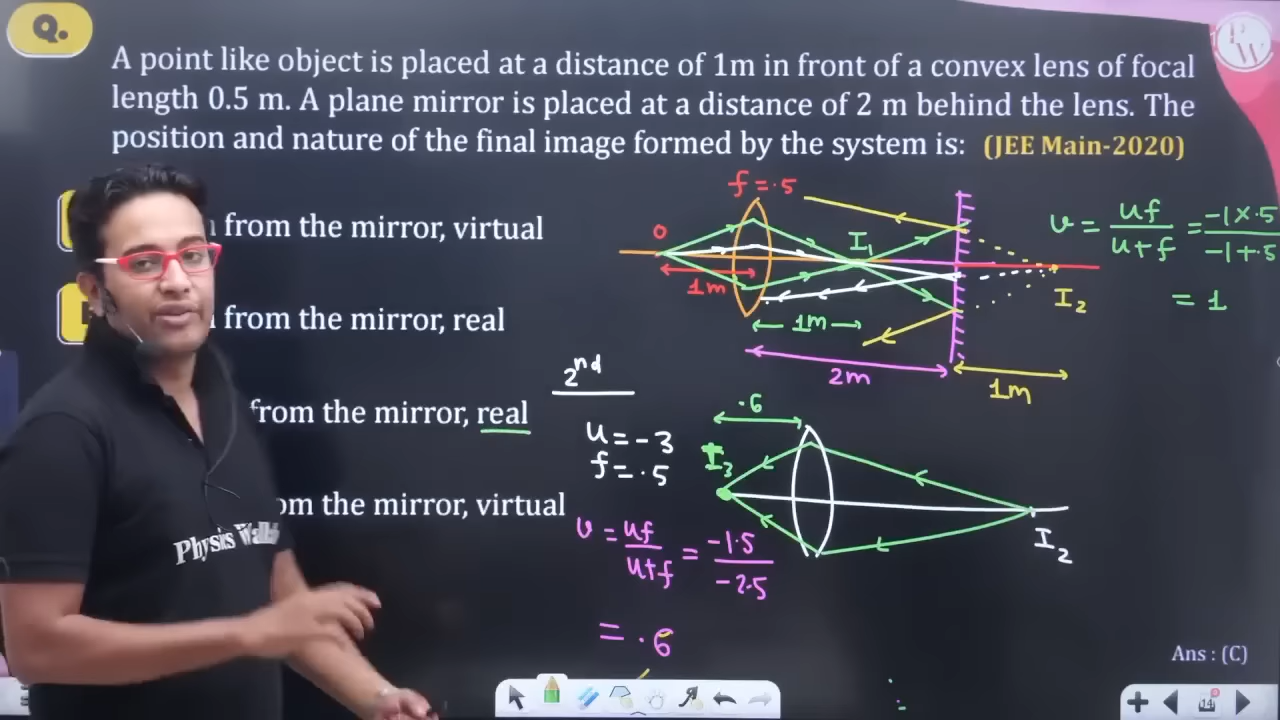 Q.
PW
A point like object is placed at a distance of 1m in front of a convex lens of focal
length 0.5 m. A plane mirror is placed at a distance of 2 m behind the lens. The
position and nature of the final image formed by the system is: (JEE Main-2020)
from the mirror, virtual
from the mirror, real
from the mirror, real
from the mirror, virtual
f = .5
O
I₁
1m
1m
2m
1m
I₂
v = uf/u+f = -1×.5/-1+.5
= 1
2nd
u = -3
f = .5
v = uf/u+f = -1.5/-2.5
= .6
.6
I₃
I₂
Physics Wallah
Ans : (C)
14